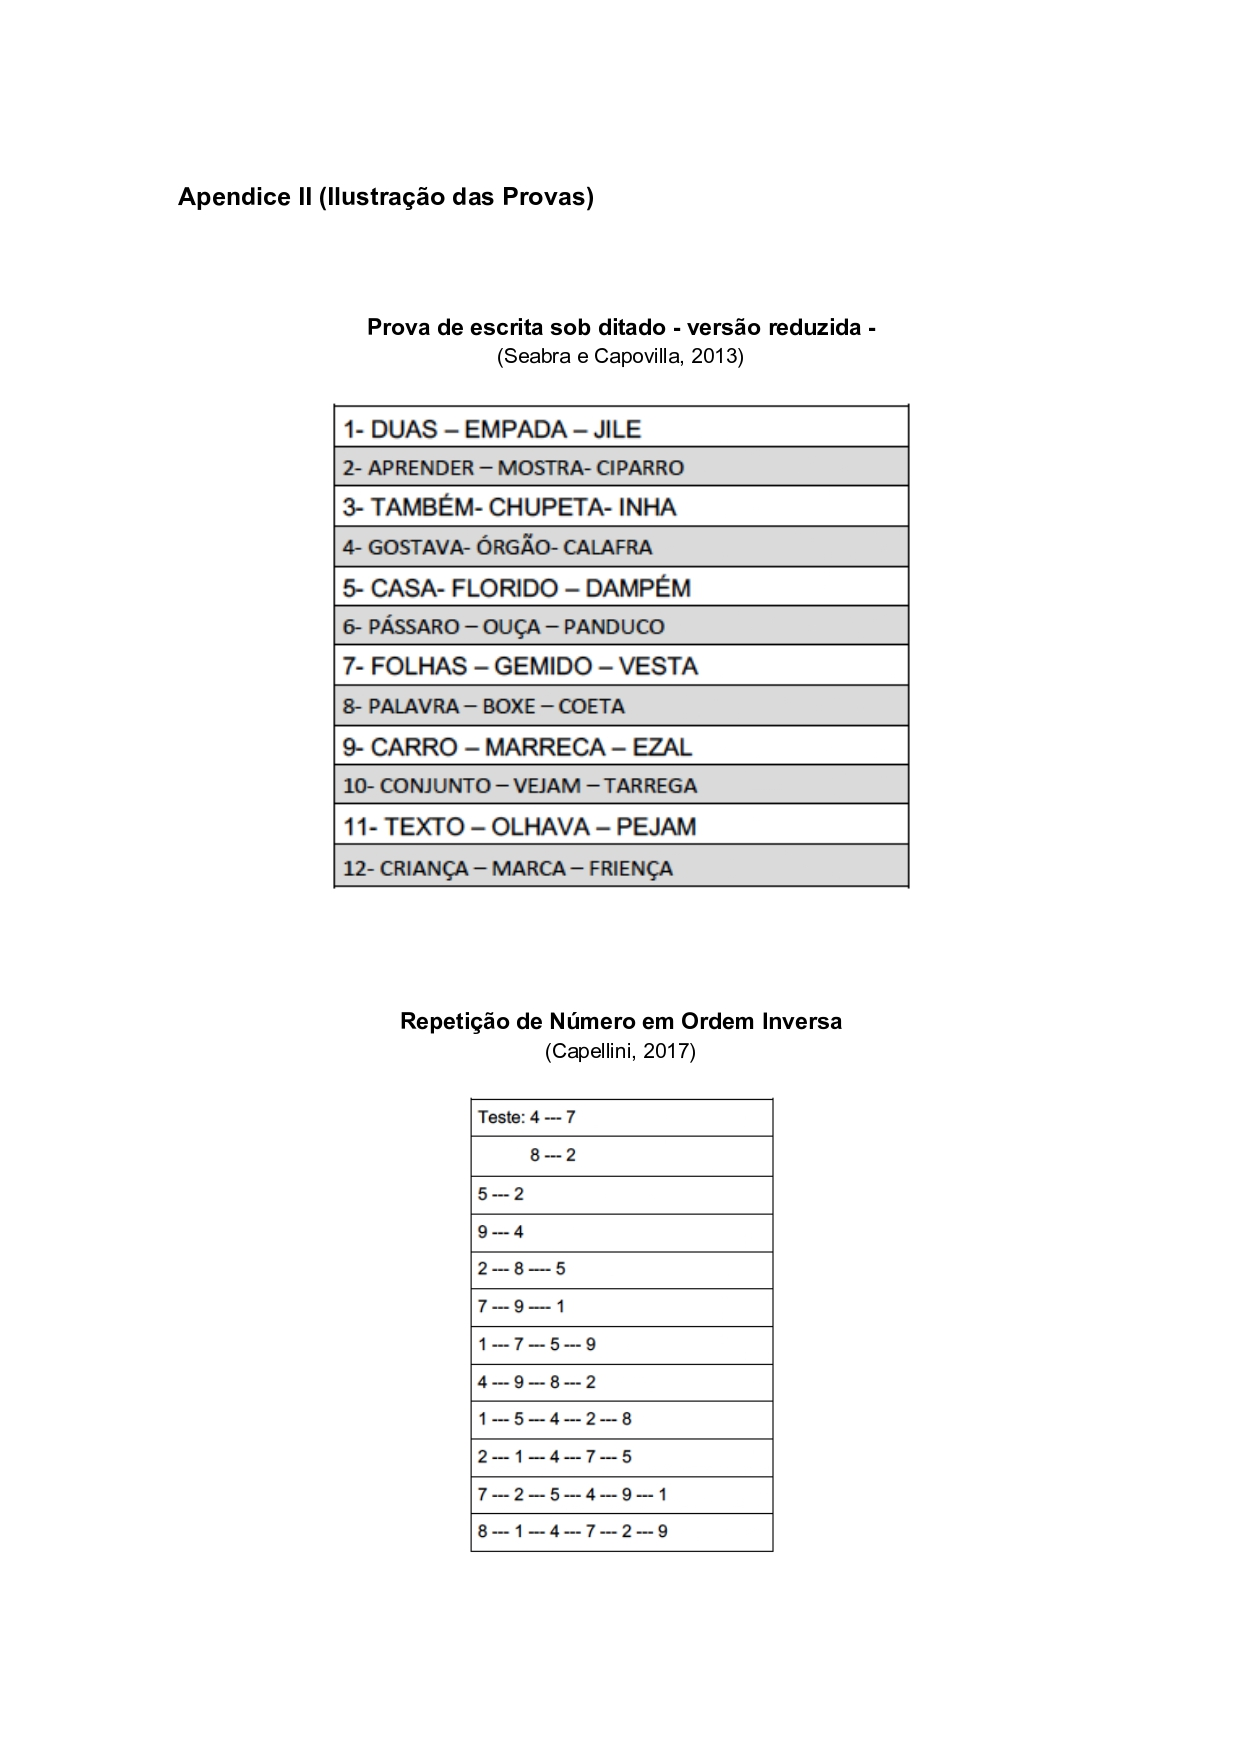 Apendice II (Ilustração das Provas)
Prova de escrita sob ditado - versão reduzida -
(Seabra e Capovilla, 2013)
1- DUAS – EMPADA – JILE
2- APRENDER – MOSTRA- CIPARRO
3- TAMBÉM- CHUPETA- INHA
4- GOSTAVA- ÓRGÃO- CALAFRA
5- CASA- FLORIDO – DAMPÉM
6- PÁSSARO – OUÇA – PANDUCO
7- FOLHAS – GEMIDO – VESTA
8- PALAVRA – BOXE – COETA
9- CARRO – MARRECA – EZAL
10- CONJUNTO – VEJAM – TARREGA
11- TEXTO – OLHAVA – PEJAM
12- CRIANÇA – MARCA – FRIENÇA
Repetição de Número em Ordem Inversa
(Capellini, 2017)
Teste: 4 --- 7
8 --- 2
5 --- 2
9 --- 4
2 --- 8 ---- 5
7 --- 9 ---- 1
1 --- 7 --- 5 --- 9
4 --- 9 --- 8 --- 2
1 --- 5 --- 4 --- 2 --- 8
2 --- 1 --- 4 --- 7 --- 5
7 --- 2 --- 5 --- 4 --- 9 --- 1
8 --- 1 --- 4 --- 7 --- 2 --- 9